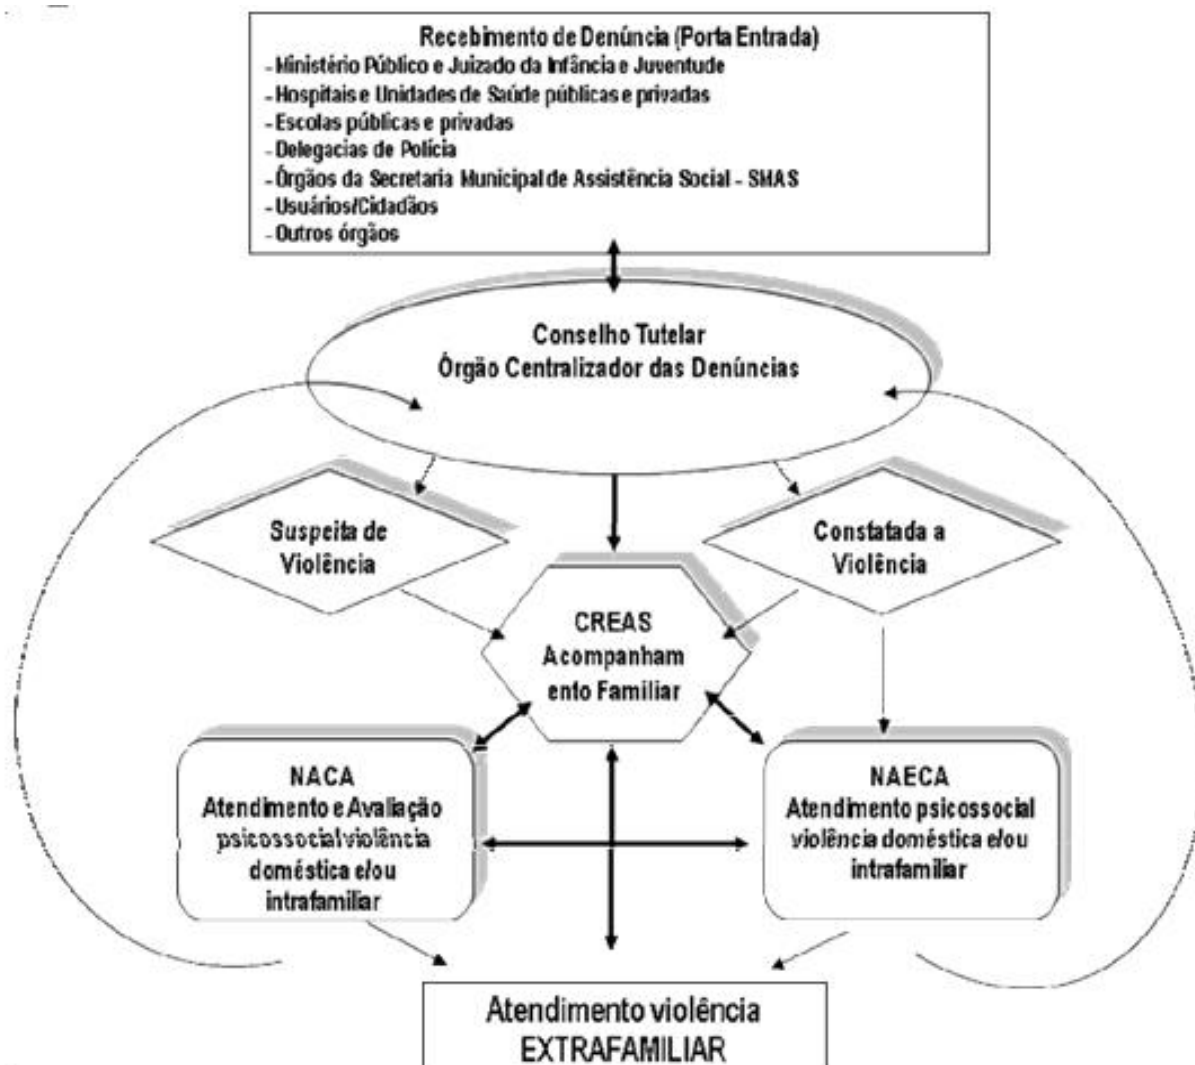 Recebimento de Denúncia (Porta Entrada)
- Ministério Público e Juizado da Infância e Juventude
- Hospitais e Unidades de Saúde públicas e privadas
- Escolas públicas e privadas
- Delegacias de Polícia
- Órgãos da Secretaria Municipal de Assistência Social - SMAS
- Usuários/Cidadãos
- Outros órgãos
Conselho Tutelar
Órgão Centralizador das Denúncias
Suspeita de
Violência
Constatada a
Violência
CREAS
Acompanham
ento Familiar
NACA
Atendimento e Avaliação
psicossocial violência
doméstica e/ou
intrafamiliar
NAECA
Atendimento psicossocial
violência doméstica e/ou
intrafamiliar
Atendimento violência
EXTRAFAMILIAR